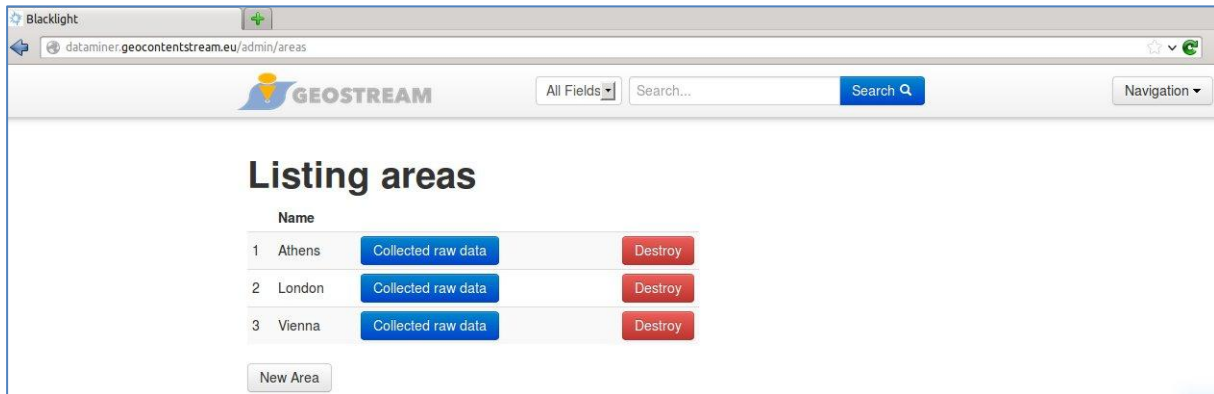 Blacklight
dataminer.geocontentstream.eu/admin/areas
GEOSTREAM All Fields Search... Search Navigation
Listing areas
Name
1 Athens Collected raw data Destroy
2 London Collected raw data Destroy
3 Vienna Collected raw data Destroy
New Area